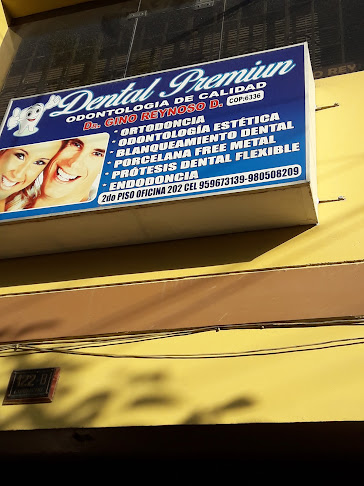 Dental Premiun
ODONTOLOGIA DE CALIDAD
Dr. GINO REYNOSO D. COP:6336
* ORTODONCIA
* ODONTOLOGÍA ESTÉTICA
* BLANQUEAMIENTO DENTAL
* PORCELANA FREE METAL
* PRÓTESIS DENTAL FLEXIBLE
* ENDODONCIA
2do PISO OFICINA 202 CEL 959673139-980508209